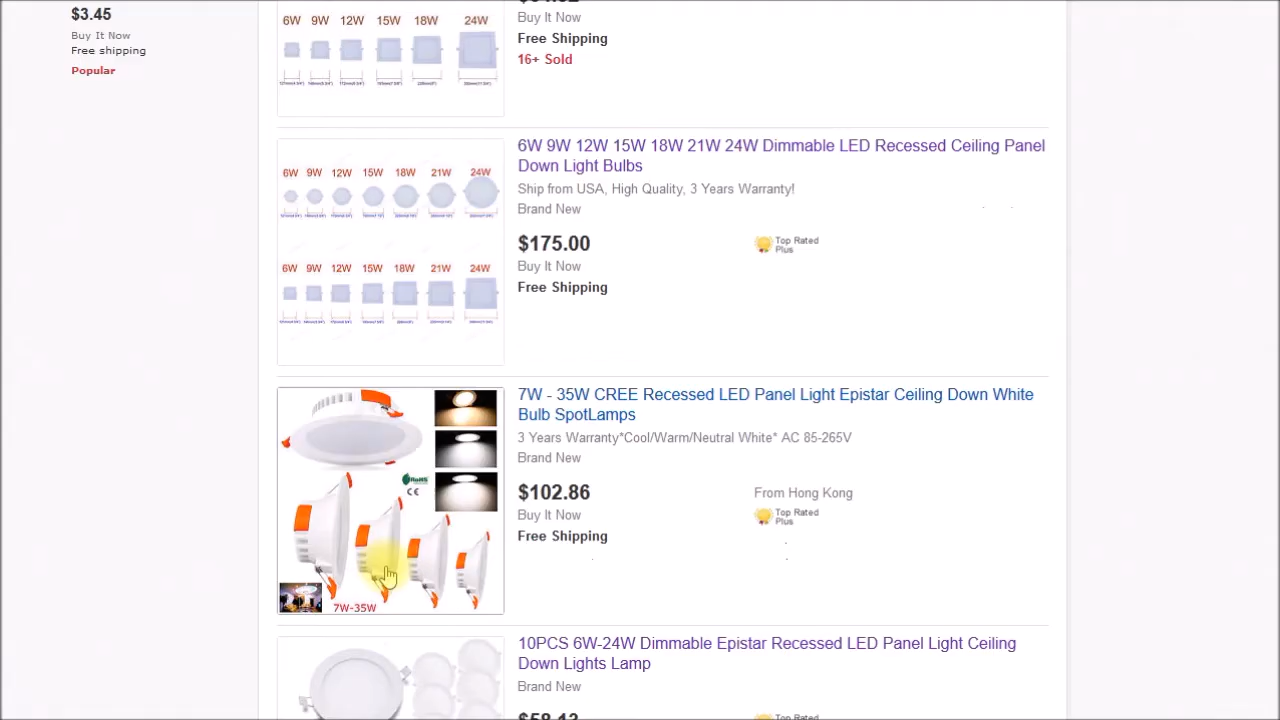 $3.45
Buy It Now
Free shipping
Popular
6W 9W 12W 15W 18W 24W
Buy It Now
Free Shipping
16+ Sold
6W 9W 12W 15W 18W 21W 24W
6W 9W 12W 15W 18W 21W 24W
6W 9W 12W 15W 18W 21W 24W Dimmable LED Recessed Ceiling Panel
Down Light Bulbs
Ship from USA, High Quality, 3 Years Warranty!
Brand New
$175.00
Top Rated
Plus
Buy It Now
Free Shipping
RoHS
CE
7W-35W
7W - 35W CREE Recessed LED Panel Light Epistar Ceiling Down White
Bulb SpotLamps
3 Years Warranty*Cool/Warm/Neutral White* AC 85-265V
Brand New
$102.86
From Hong Kong
Buy It Now
Top Rated
Plus
Free Shipping
10PCS 6W-24W Dimmable Epistar Recessed LED Panel Light Ceiling
Down Lights Lamp
Brand New
Top Rated